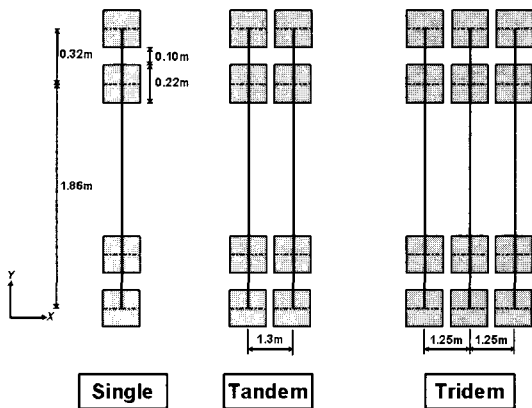 0.32m
0.10m
0.22m
1.86m
Y
X
1.3m
1.25m 1.25m
Single Tandem Tridem